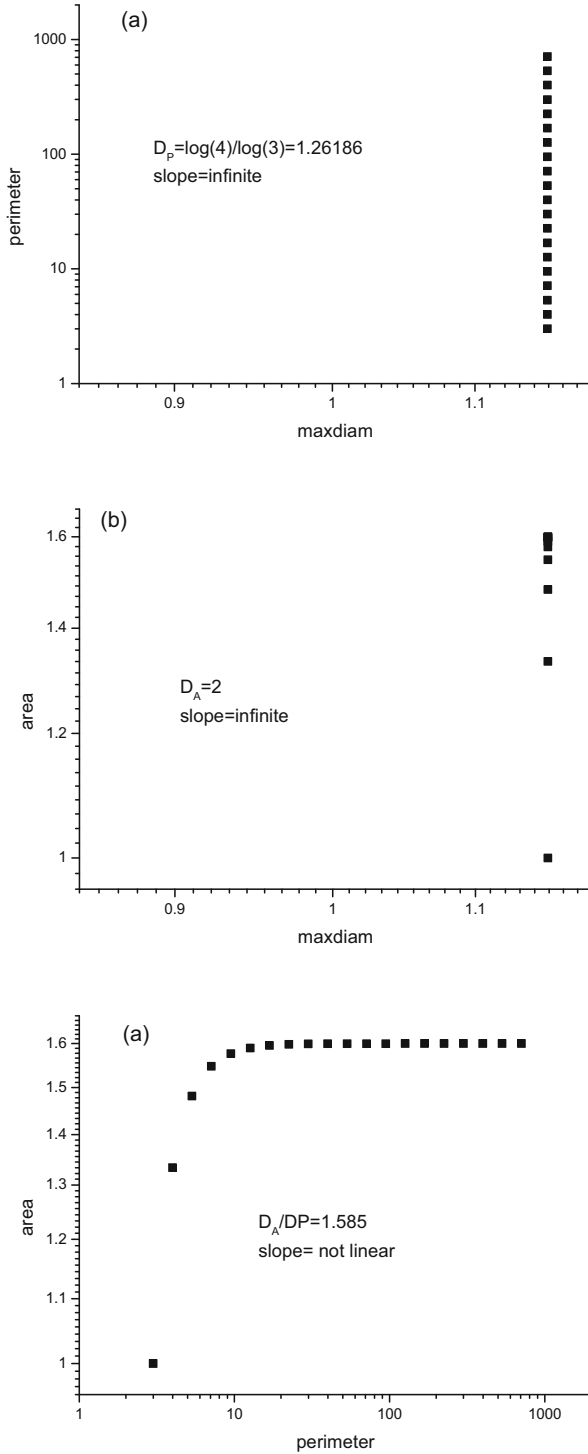 (a)
1000
100
10
1
perimeter
D_P=log(4)/log(3)=1.26186
slope=infinite
0.9
1
1.1
maxdiam
(b)
1.6
1.4
1.2
1
area
D_A=2
slope=infinite
0.9
1
1.1
maxdiam
(a)
1.6
1.5
1.4
1.3
1.2
1.1
1
area
D_A/DP=1.585
slope= not linear
1
10
100
1000
perimeter